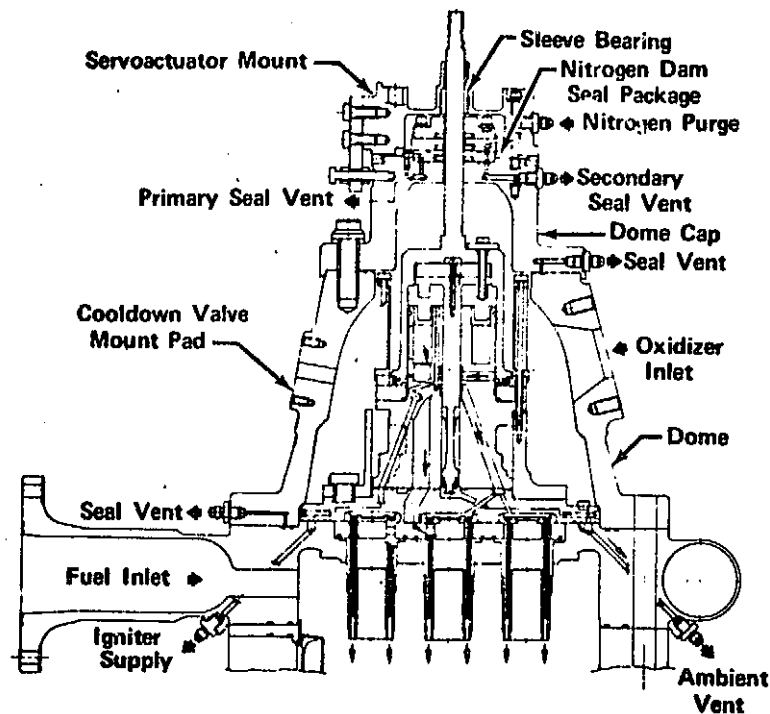 Sleeve Bearing
Servoactuator Mount
Nitrogen Dam
Seal Package
Nitrogen Purge
Primary Seal Vent
Secondary
Seal Vent
Dome Cap
Seal Vent
Cooldown Valve
Mount Pad
Oxidizer
Inlet
Dome
Seal Vent
Fuel Inlet
Igniter
Supply
Ambient
Vent